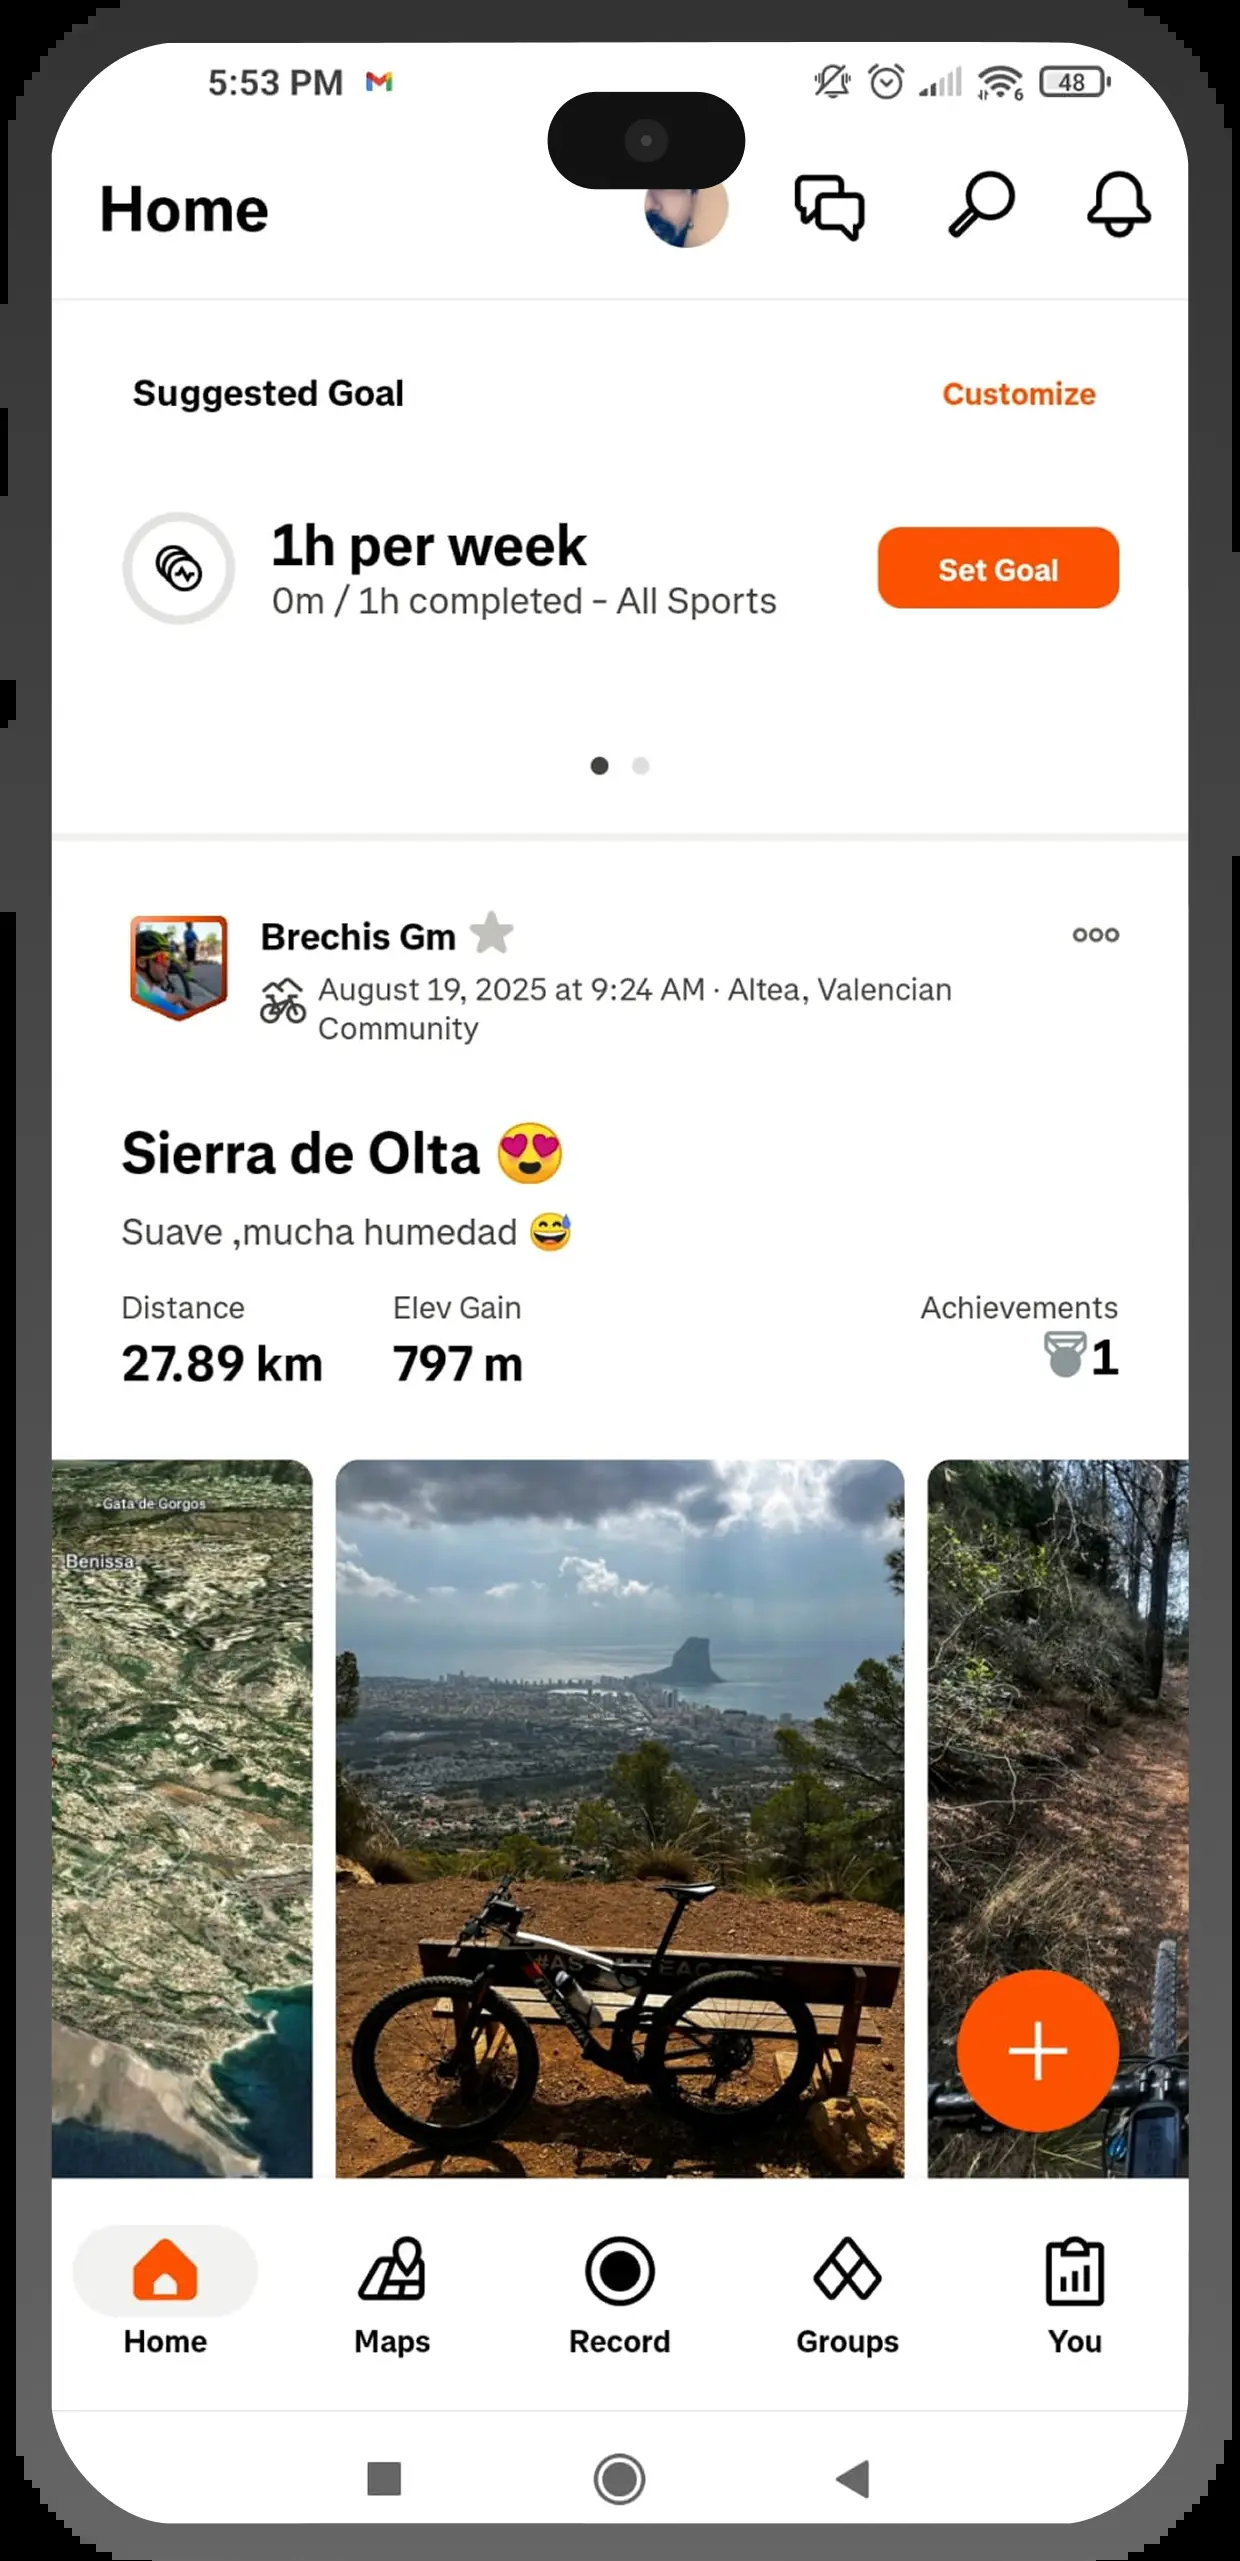 5:53 PM
6
48
Home
Suggested Goal
Customize
1h per week
0m / 1h completed – All Sports
Set Goal
Brechis Gm
August 19, 2025 at 9:24 AM · Altea, Valencian
Community
Sierra de Olta 😍
Suave ,mucha humedad 😅
Distance
Elev Gain
Achievements
27.89 km
797 m
1
Gata de Gorgos
Benissa
Home
Maps
Record
Groups
You